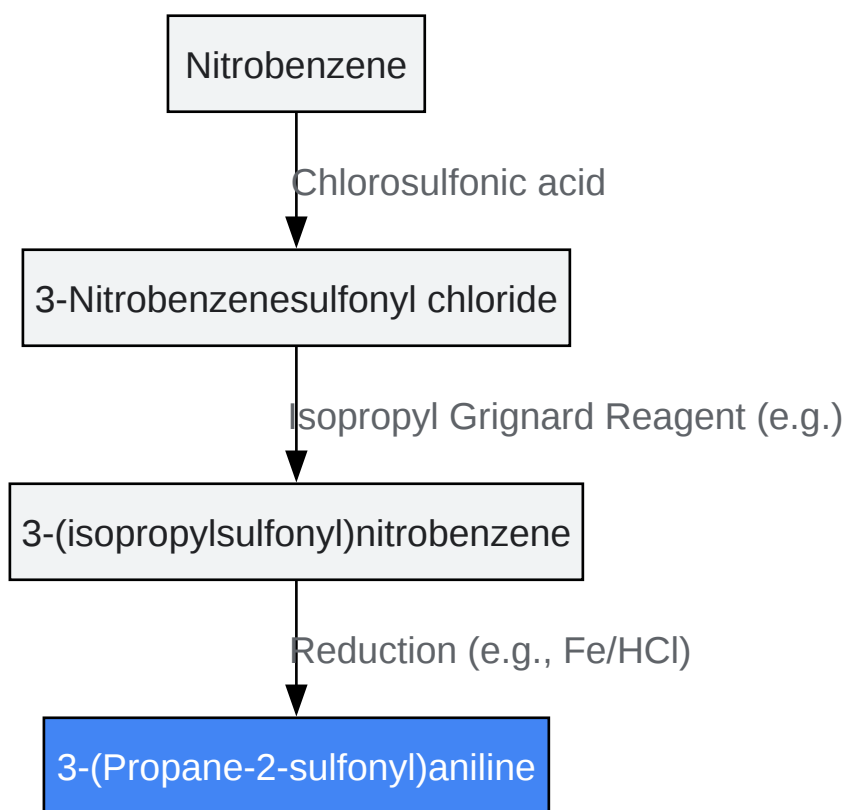 Nitrobenzene
Chlorosulfonic acid
3-Nitrobenzenesulfonyl chloride
Isopropyl Grignard Reagent (e.g.)
3-(isopropylsulfonyl)nitrobenzene
Reduction (e.g., Fe/HCl)
3-(Propane-2-sulfonyl)aniline